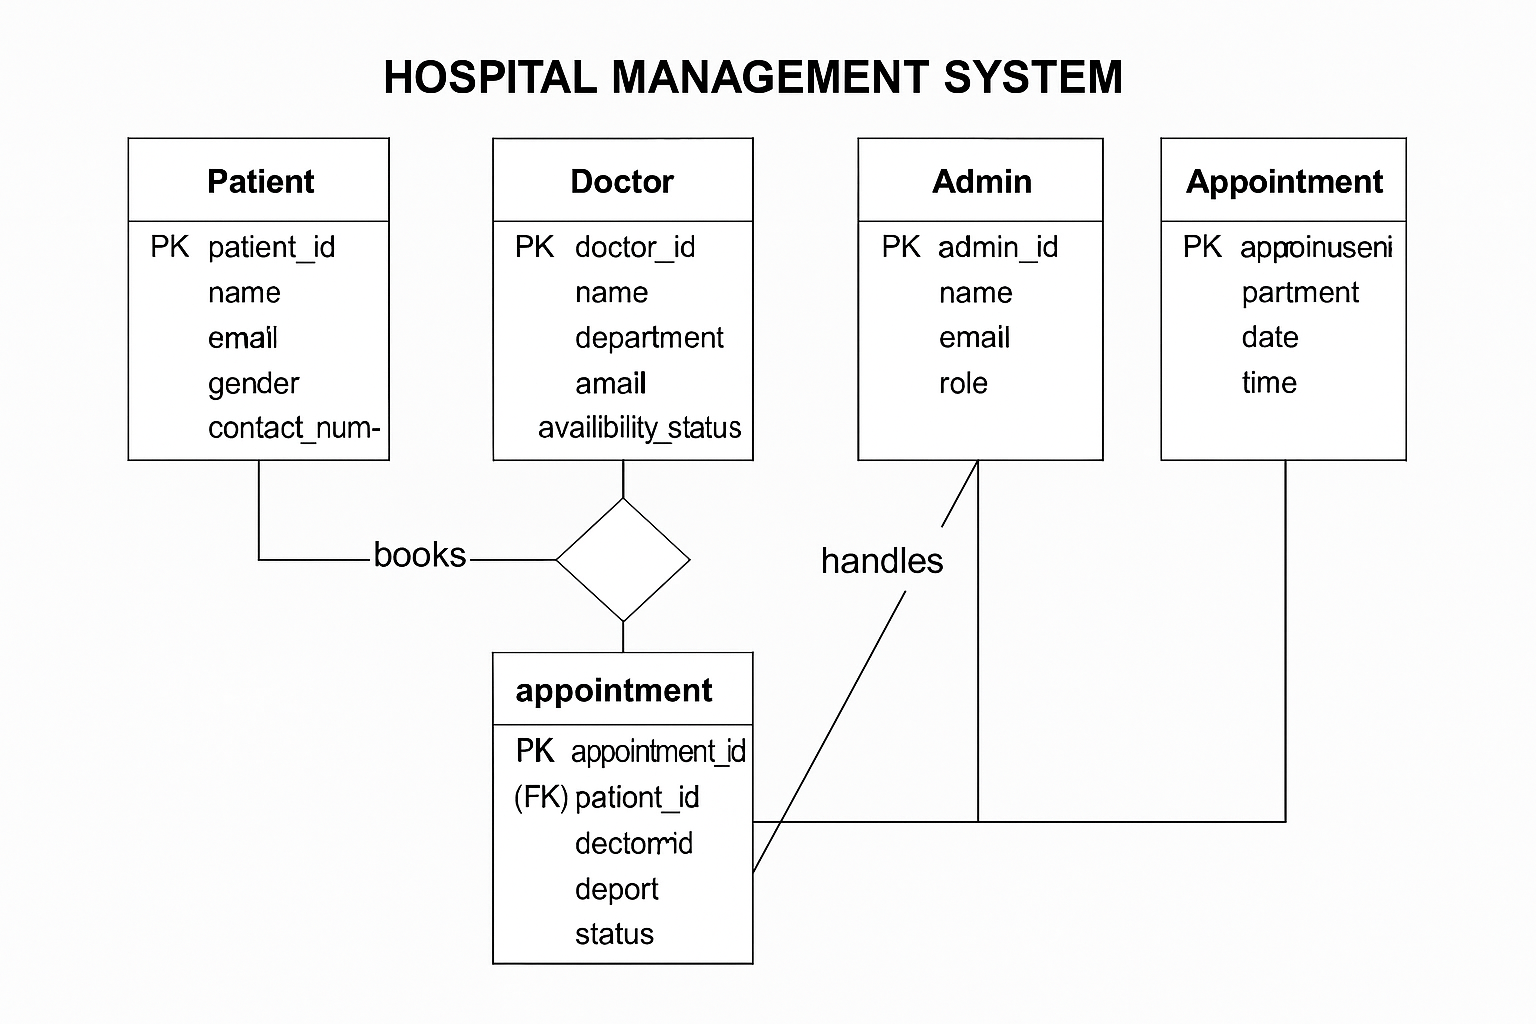 HOSPITAL MANAGEMENT SYSTEM
Patient
PK patient_id
name
email
gender
contact_num-
Doctor
PK doctor_id
name
department
amail
availibility_status
Admin
PK admin_id
name
email
role
Appointment
PK appoinuseni
partment
date
time
books
handles
appointment
PK appointment_id
(FK) pationt_id
dectorrid
deport
status